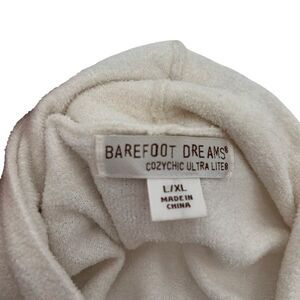 BAREFOOT DREAMS®
COZYCHIC ULTRA LITE®
L/XL
MADE IN
CHINA